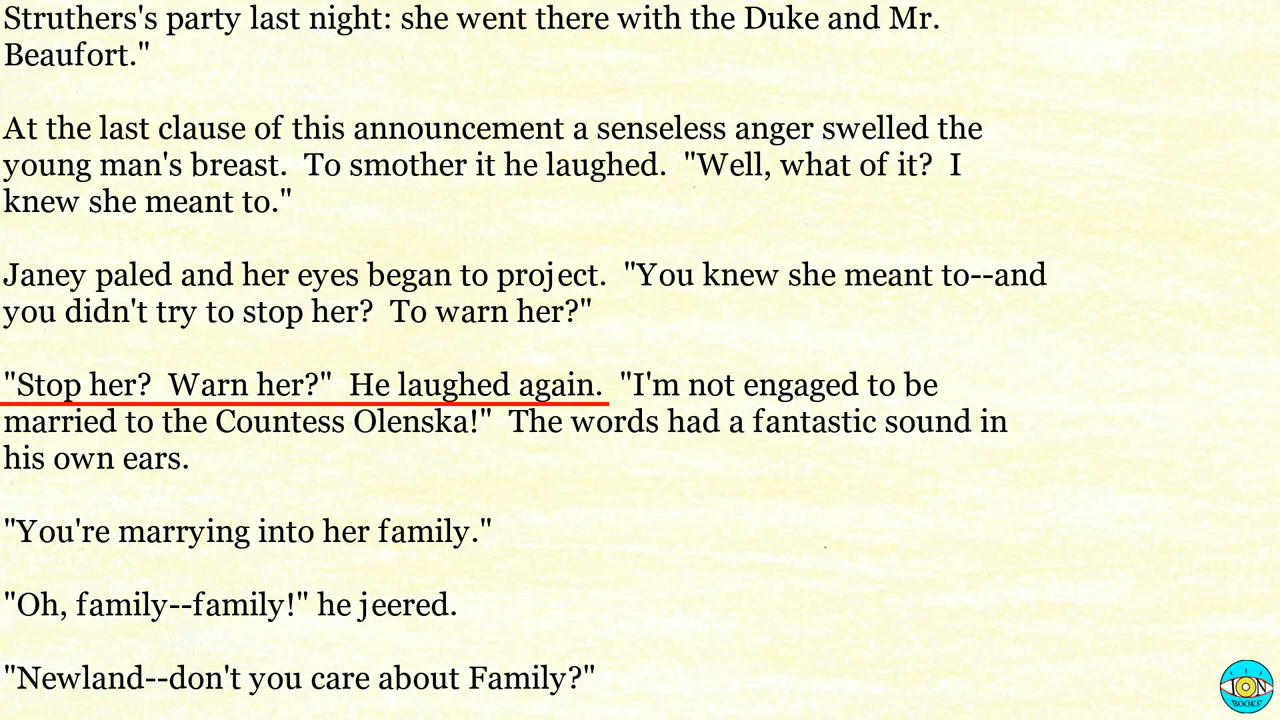 Struthers's party last night: she went there with the Duke and Mr.
Beaufort."
At the last clause of this announcement a senseless anger swelled the
young man's breast.  To smother it he laughed.  "Well, what of it?  I
knew she meant to."
Janey paled and her eyes began to project.  "You knew she meant to--and
you didn't try to stop her?  To warn her?"
"Stop her?  Warn her?"  He laughed again.  "I'm not engaged to be
married to the Countess Olenska!"  The words had a fantastic sound in
his own ears.
"You're marrying into her family."
"Oh, family--family!" he jeered.
"Newland--don't you care about Family?"
ION
BOOKS